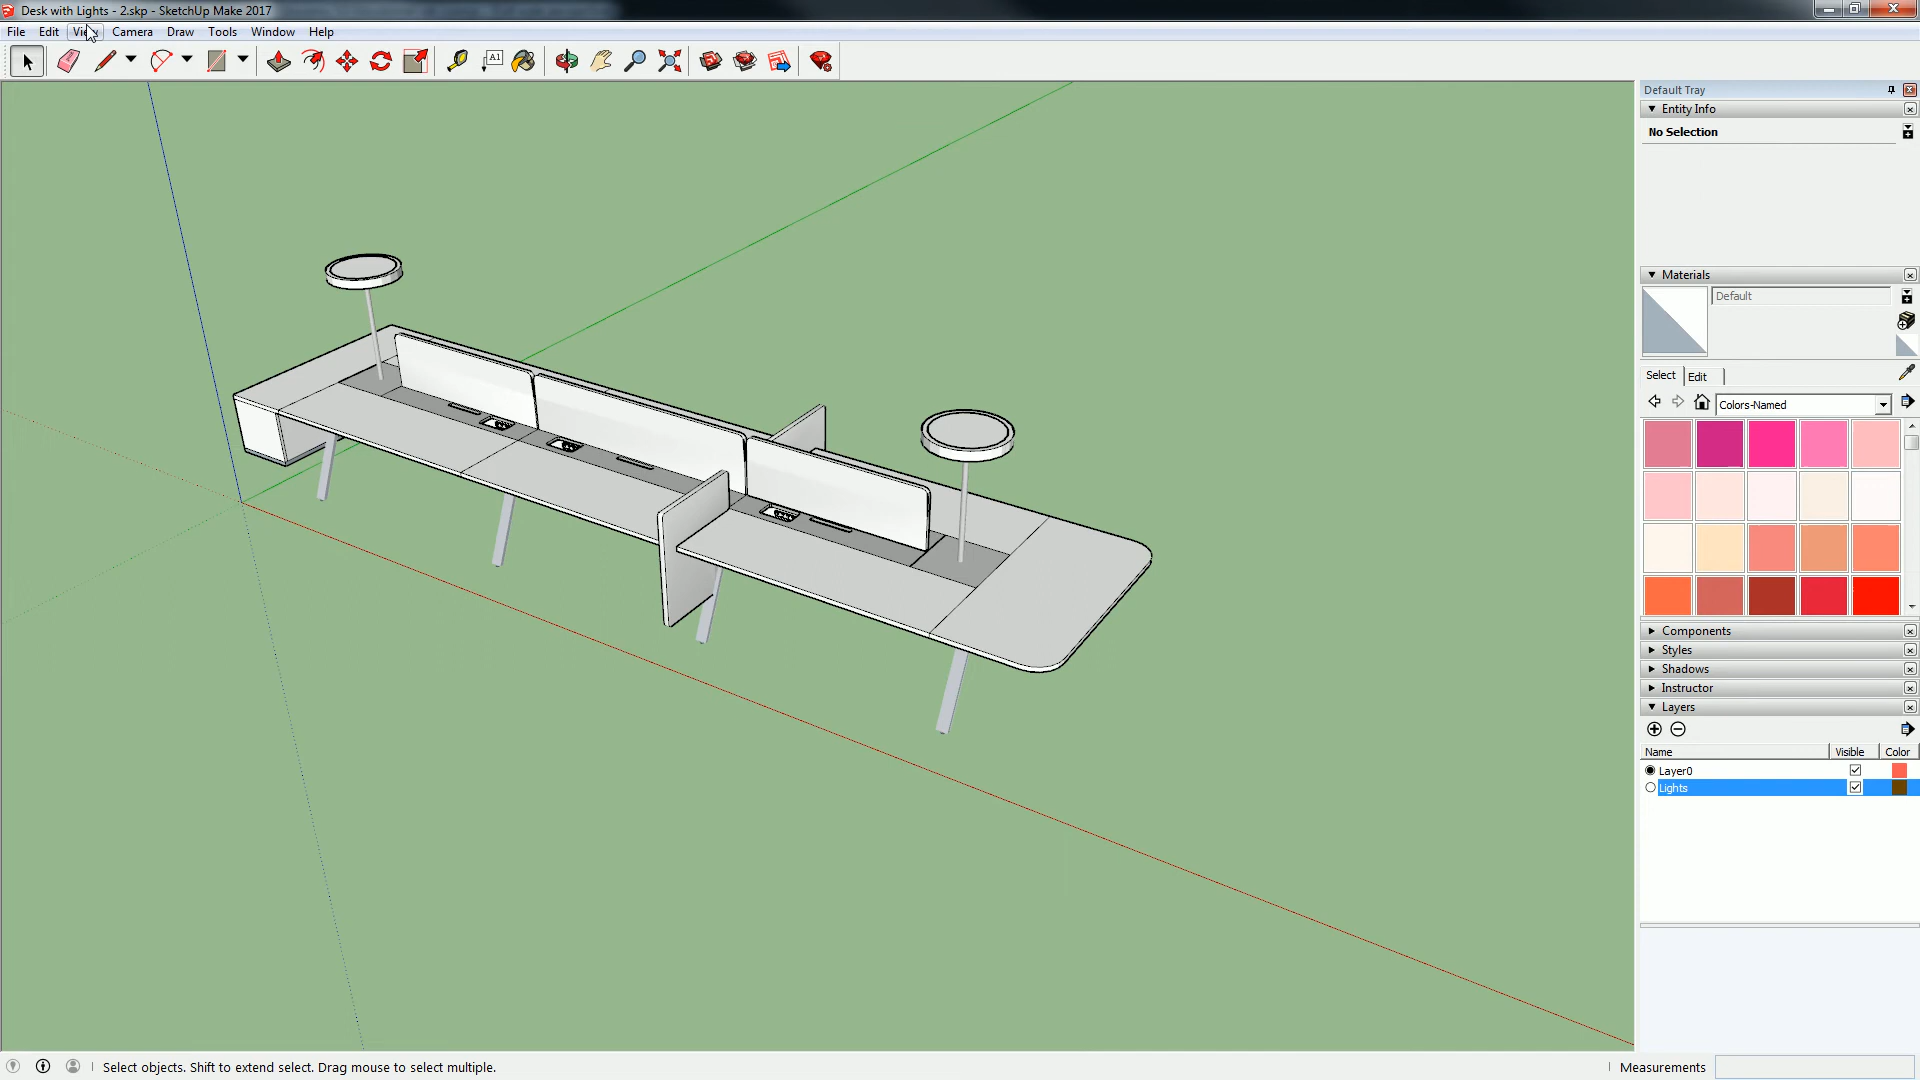 Desk with Lights - 2.skp - SketchUp Make 2017
File Edit View Camera Draw Tools Window Help
A1
Default Tray
Entity Info
No Selection
Materials
Default
Select Edit
Colors-Named
Components
Styles
Shadows
Instructor
Layers
Name Visible Color
Layer0
Lights
Select objects. Shift to extend select. Drag mouse to select multiple.
Measurements